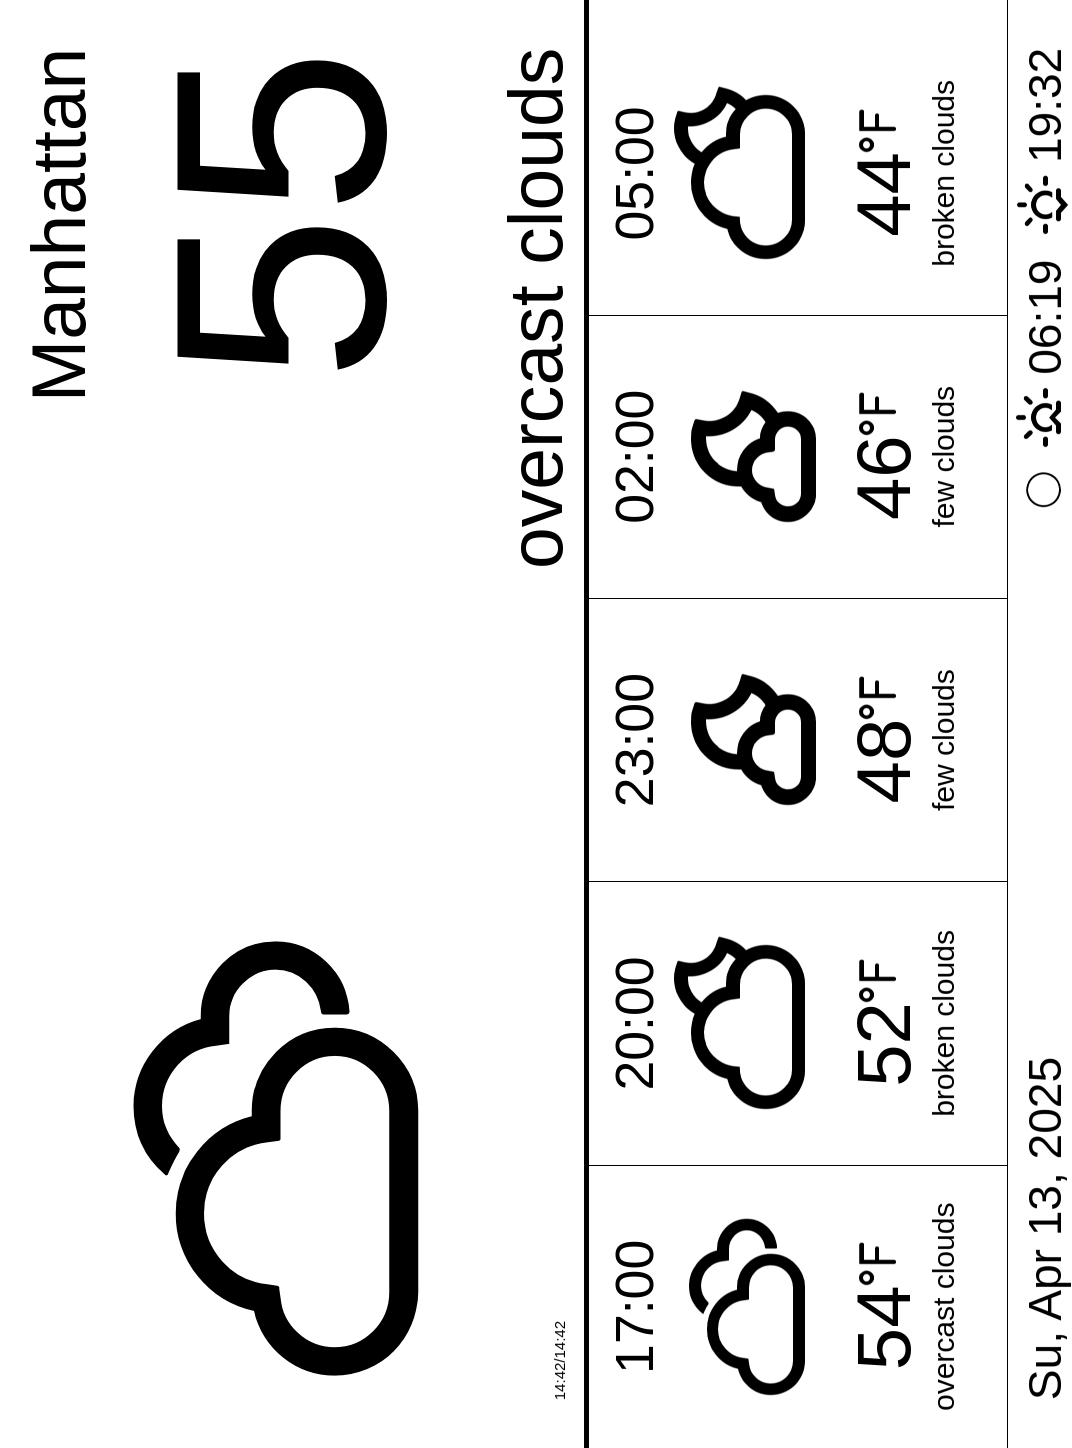 Manhattan
55
overcast clouds
14:42/14:42
17:00
54°F
overcast clouds
20:00
52°F
broken clouds
23:00
48°F
few clouds
02:00
46°F
few clouds
05:00
44°F
broken clouds
Su, Apr 13, 2025
06:19 19:32